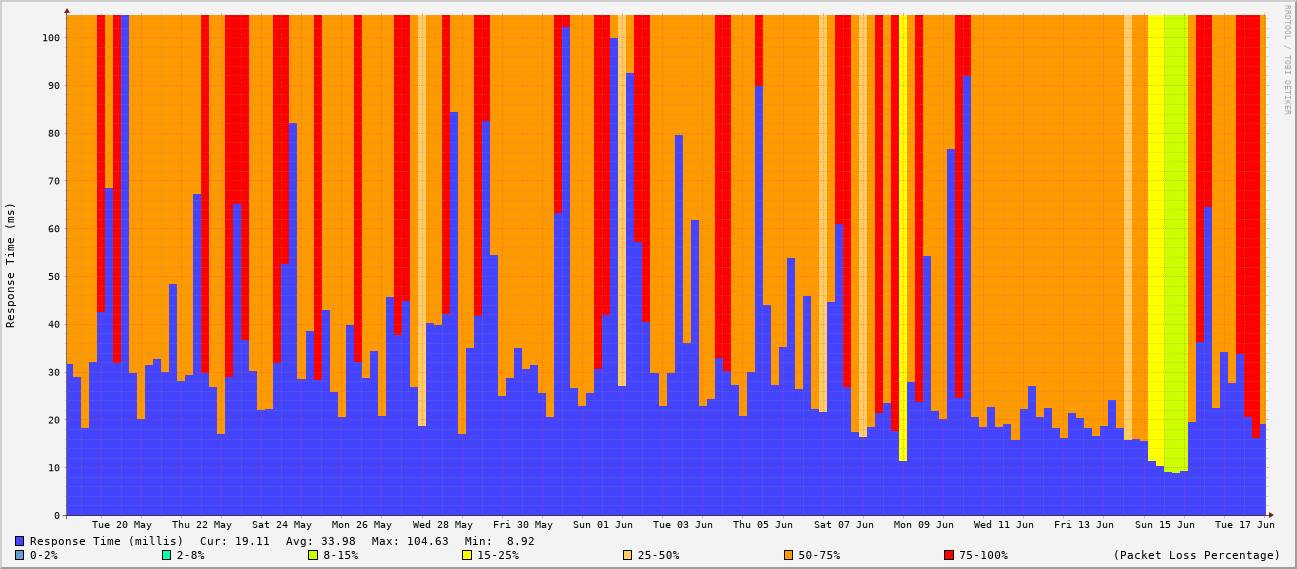 RRDTOOL / TOBI OETIKER
Response Time (ms)
100
90
80
70
60
50
40
30
20
10
0
Tue 20 May Thu 22 May Sat 24 May Mon 26 May Wed 28 May Fri 30 May Sun 01 Jun Tue 03 Jun Thu 05 Jun Sat 07 Jun Mon 09 Jun Wed 11 Jun Fri 13 Jun Sun 15 Jun Tue 17 Jun
Response Time (millis) Cur: 19.11 Avg: 33.98 Max: 104.63 Min: 8.92
0-2% 2-8% 8-15% 15-25% 25-50% 50-75% 75-100% (Packet Loss Percentage)